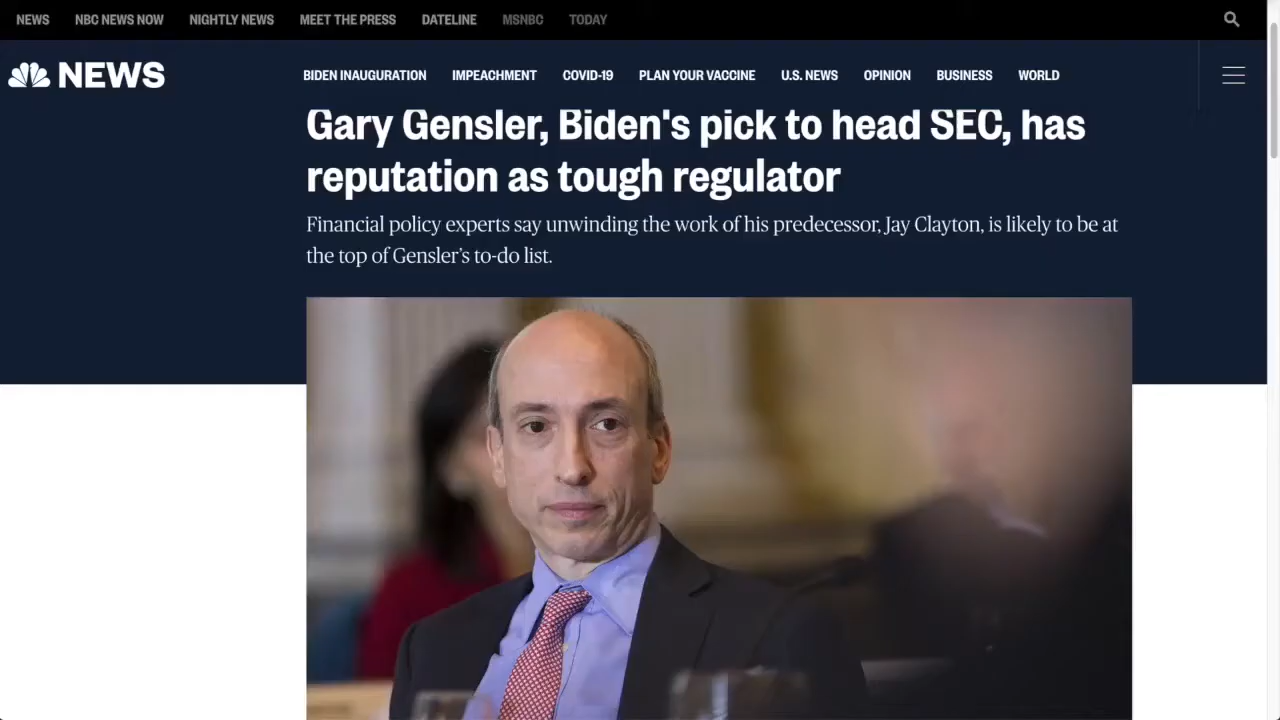 NEWS NBC NEWS NOW NIGHTLY NEWS MEET THE PRESS DATELINE MSNBC TODAY
NEWS BIDEN INAUGURATION IMPEACHMENT COVID-19 PLAN YOUR VACCINE U.S. NEWS OPINION BUSINESS WORLD
Gary Gensler, Biden's pick to head SEC, has
reputation as tough regulator
Financial policy experts say unwinding the work of his predecessor, Jay Clayton, is likely to be at
the top of Gensler’s to-do list.